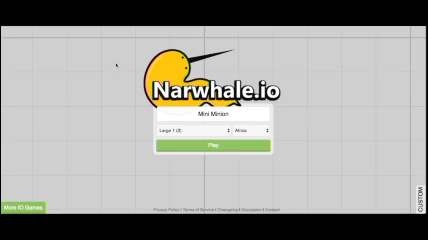 Narwhale.io
Mini Minion
Large 1 (3)
Africa
Play
More IO Games
Privacy Policy | Terms of Service | Changelog | Discussion | Contact
CUSTOM